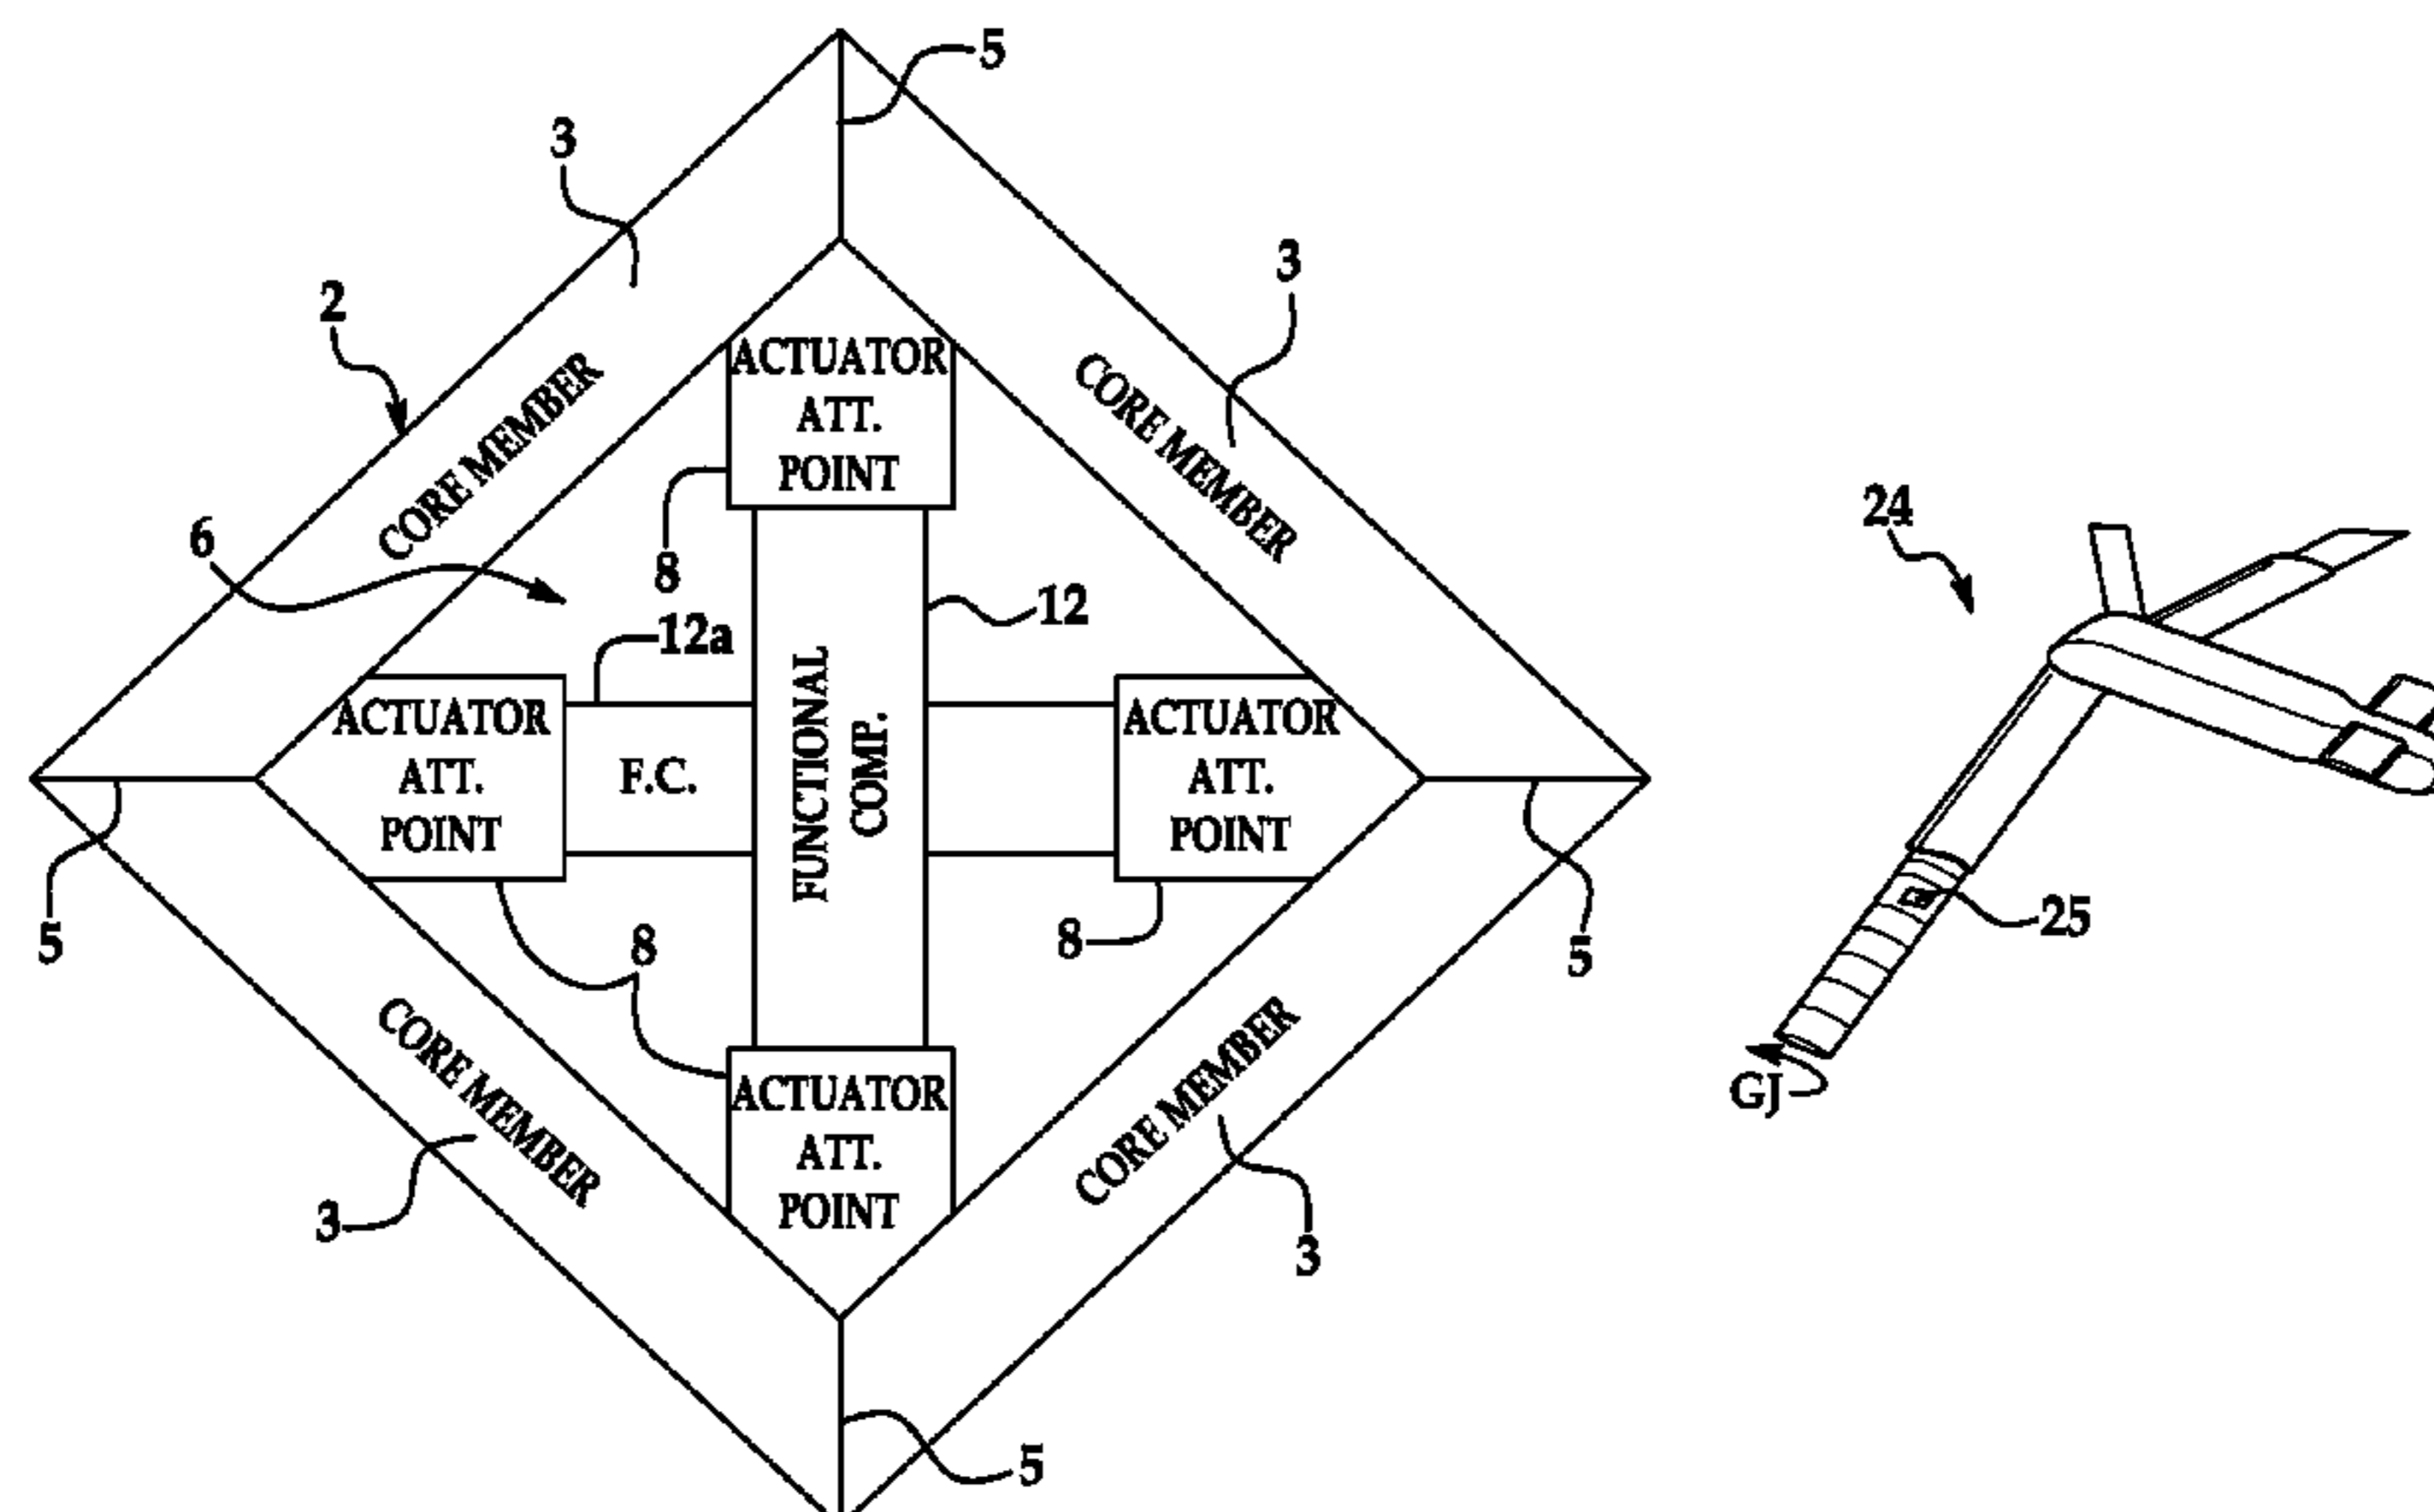 5
3
3
2
CORE MEMBER
CORE MEMBER
ACTUATOR
ATT.
POINT
8
6
12a
12
24
ACTUATOR
ATT.
POINT
F.C.
FUNCTIONAL
COMP.
ACTUATOR
ATT.
POINT
5
8
8
5
25
CORE MEMBER
CORE MEMBER
ACTUATOR
ATT.
POINT
GJ
3
3
5